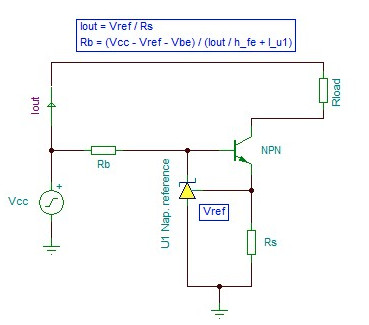 Iout = Vref / Rs
Rb = (Vcc - Vref - Vbe) / (Iout / h_fe + I_u1)
Iout
Rload
NPN
Rb
Vcc
+
U1 Nap. reference
Vref
Rs